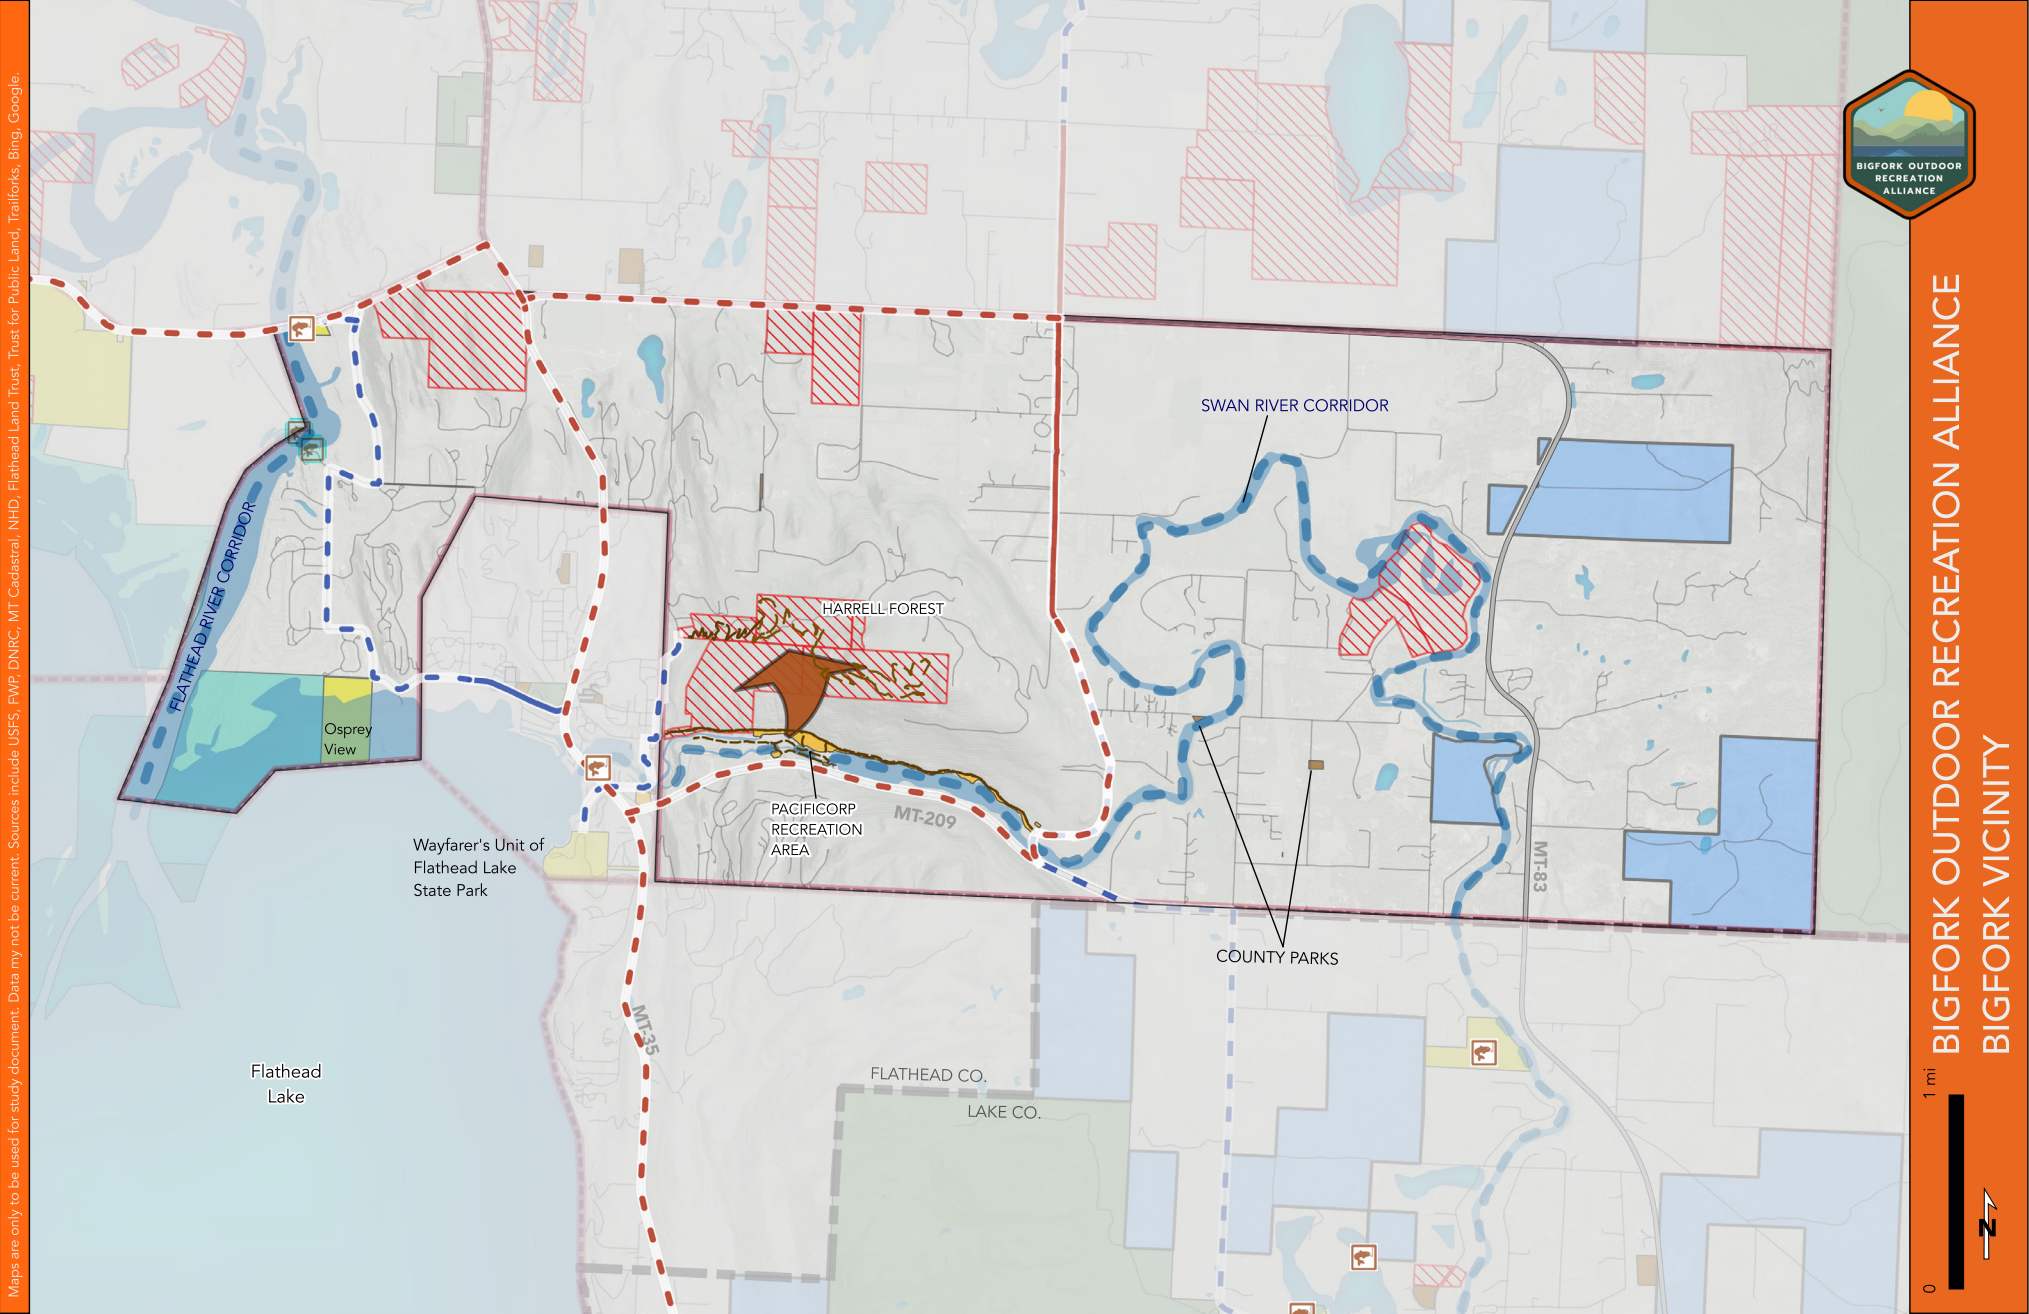 Maps are only to be used for study document. Data may not be current. Sources include USFS, FWP, DNRC, MT Cadastral, NHD, Flathead Land Trust, Trust for Public Land, Trailforks, Bing, Google.
BIGFORK OUTDOOR
RECREATION
ALLIANCE
BIGFORK OUTDOOR RECREATION ALLIANCE
BIGFORK VICINITY
SWAN RIVER CORRIDOR
FLATHEAD RIVER CORRIDOR
HARRELL FOREST
Osprey
View
PACIFICORP
RECREATION
AREA
MT-209
Wayfarer's Unit of
Flathead Lake
State Park
MT-83
COUNTY PARKS
MT-35
Flathead
Lake
FLATHEAD CO.
LAKE CO.
0
1 mi
N